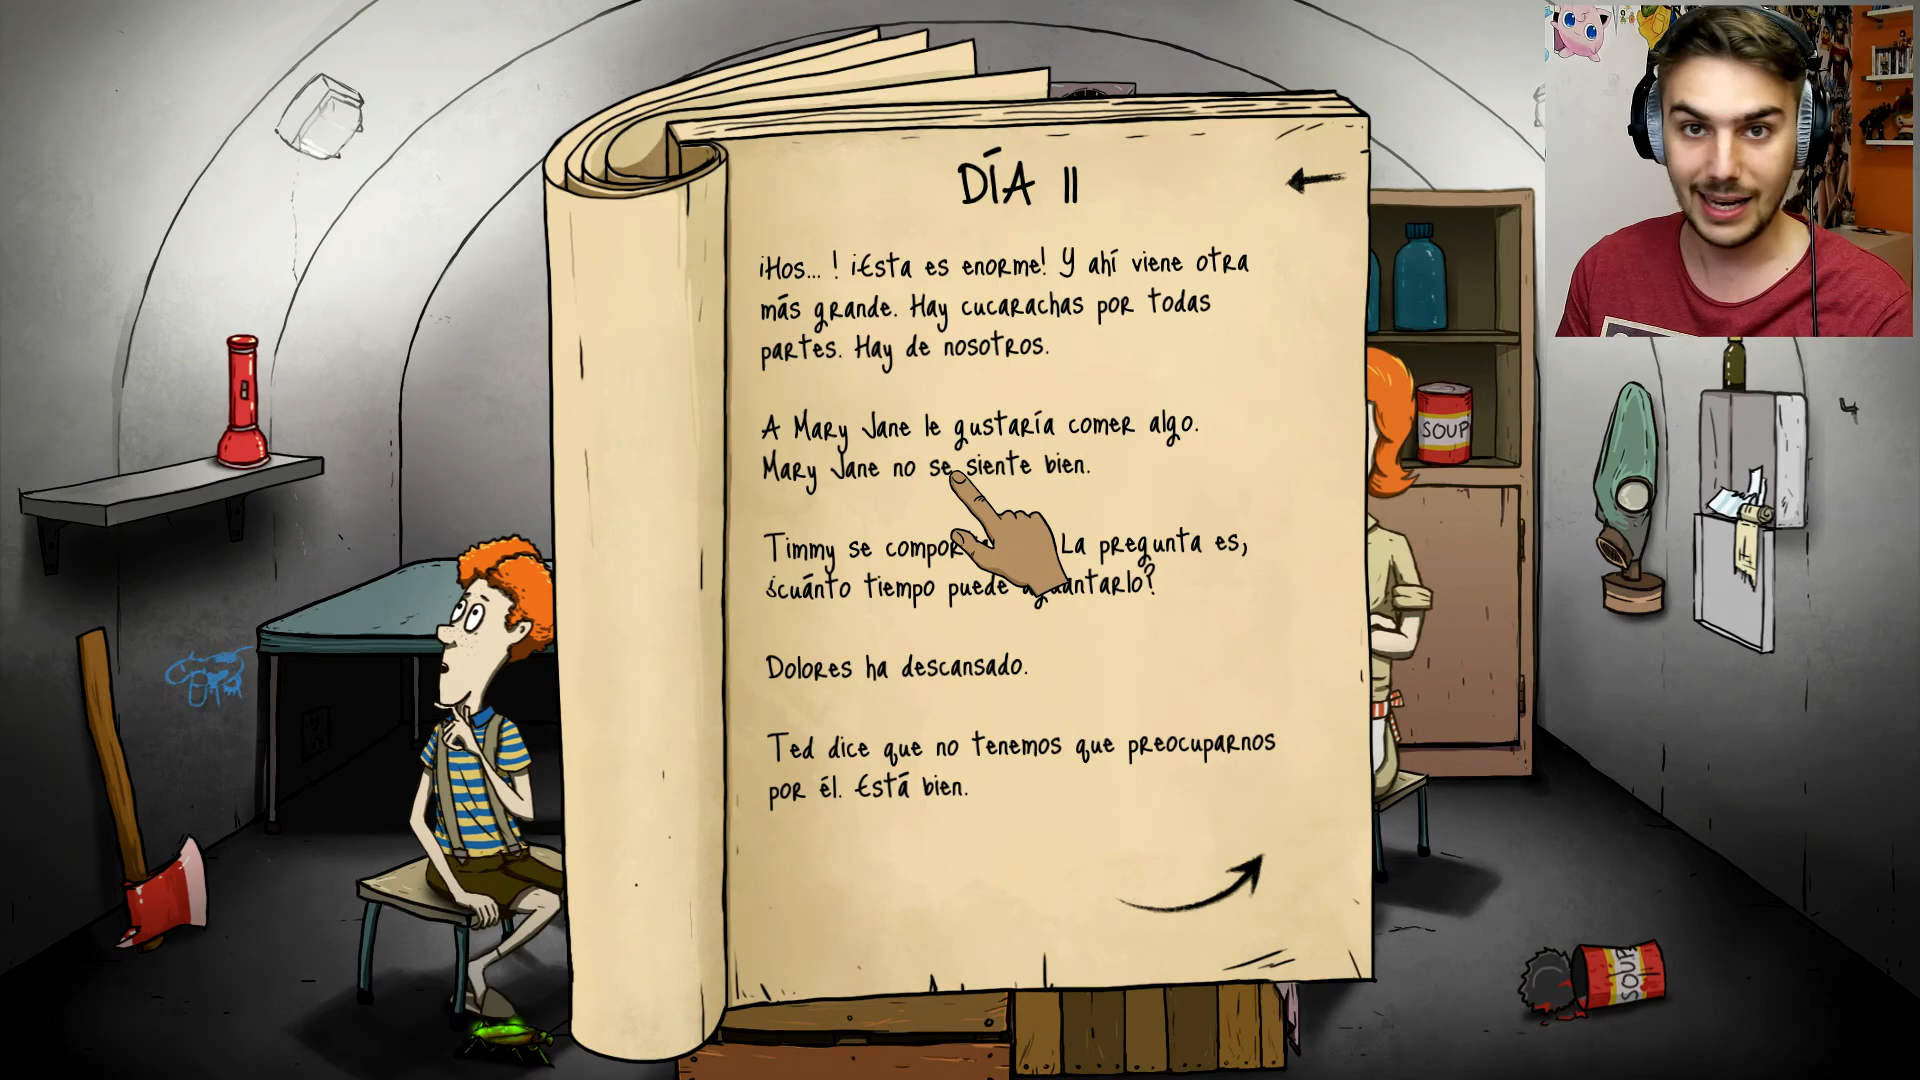 DÍA 11
¡Hos... ! ¡Esta es enorme! Y ahí viene otra
más grande. Hay cucarachas por todas
partes. Hay de nosotros.
A Mary Jane le gustaría comer algo.
Mary Jane no se siente bien.
Timmy se compor La pregunta es,
¿cuánto tiempo puede
Dolores ha descansado.
Ted dice que no tenemos que preocuparnos
por él. Está bien.
SOUP
SOUP